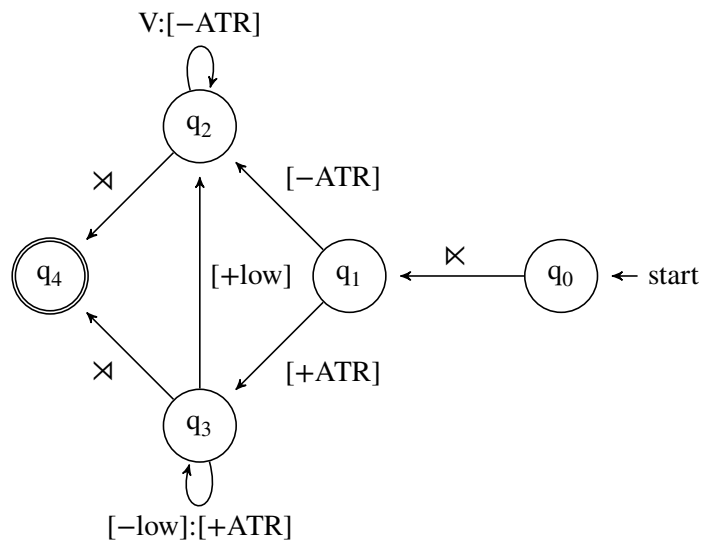 V:[−ATR]
q₂
⋊
[−ATR]
q₄
[+low]
q₁
⋉
q₀
start
⋊
[+ATR]
q₃
[−low]:[+ATR]